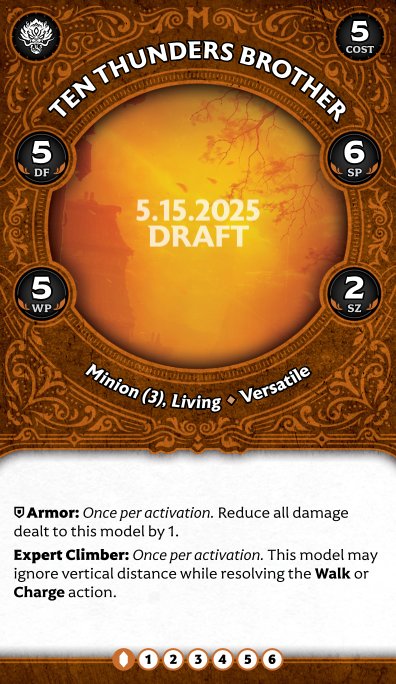 5
COST
TEN THUNDERS BROTHER
5
DF
6
SP
5.15.2025
DRAFT
5
WP
2
SZ
Minion (3), Living ◆ Versatile
Armor: Once per activation. Reduce all damage
dealt to this model by 1.
Expert Climber: Once per activation. This model may
ignore vertical distance while resolving the Walk or
Charge action.
1 2 3 4 5 6